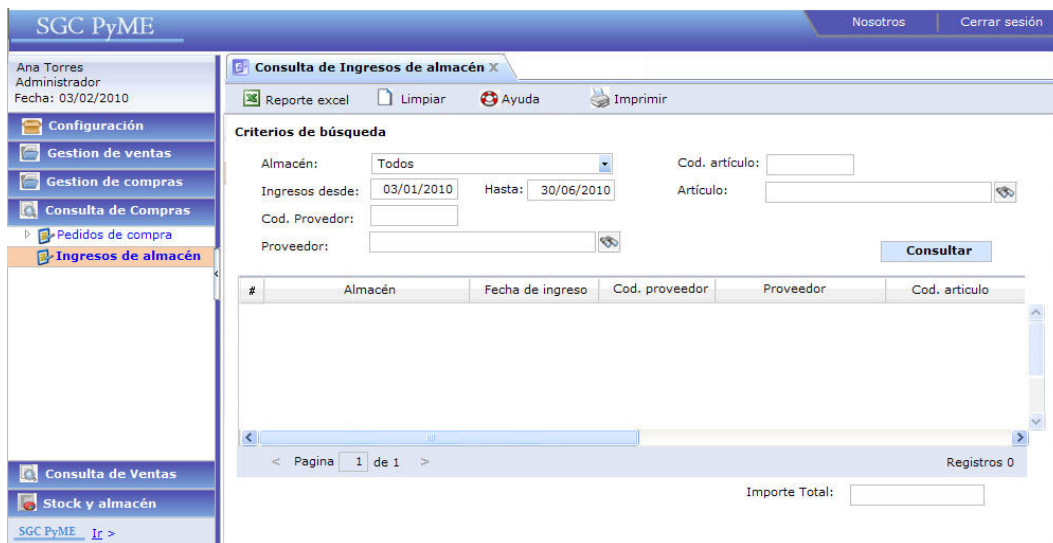 SGC PyME
Nosotros
Cerrar sesión
Ana Torres
Administrador
Fecha: 03/02/2010
Configuración
Gestion de ventas
Gestion de compras
Consulta de Compras
Pedidos de compra
Ingresos de almacén
Consulta de Ventas
Stock y almacén
SGC PyME Ir >
Consulta de Ingresos de almacén X
Reporte excel Limpiar Ayuda Imprimir
Criterios de búsqueda
Almacén: Todos Cod. artículo:
Ingresos desde: 03/01/2010 Hasta: 30/06/2010 Artículo:
Cod. Provedor:
Proveedor:
Consultar
# Almacén Fecha de ingreso Cod. proveedor Proveedor Cod. articulo
< Pagina 1 de 1 > Registros 0
Importe Total: